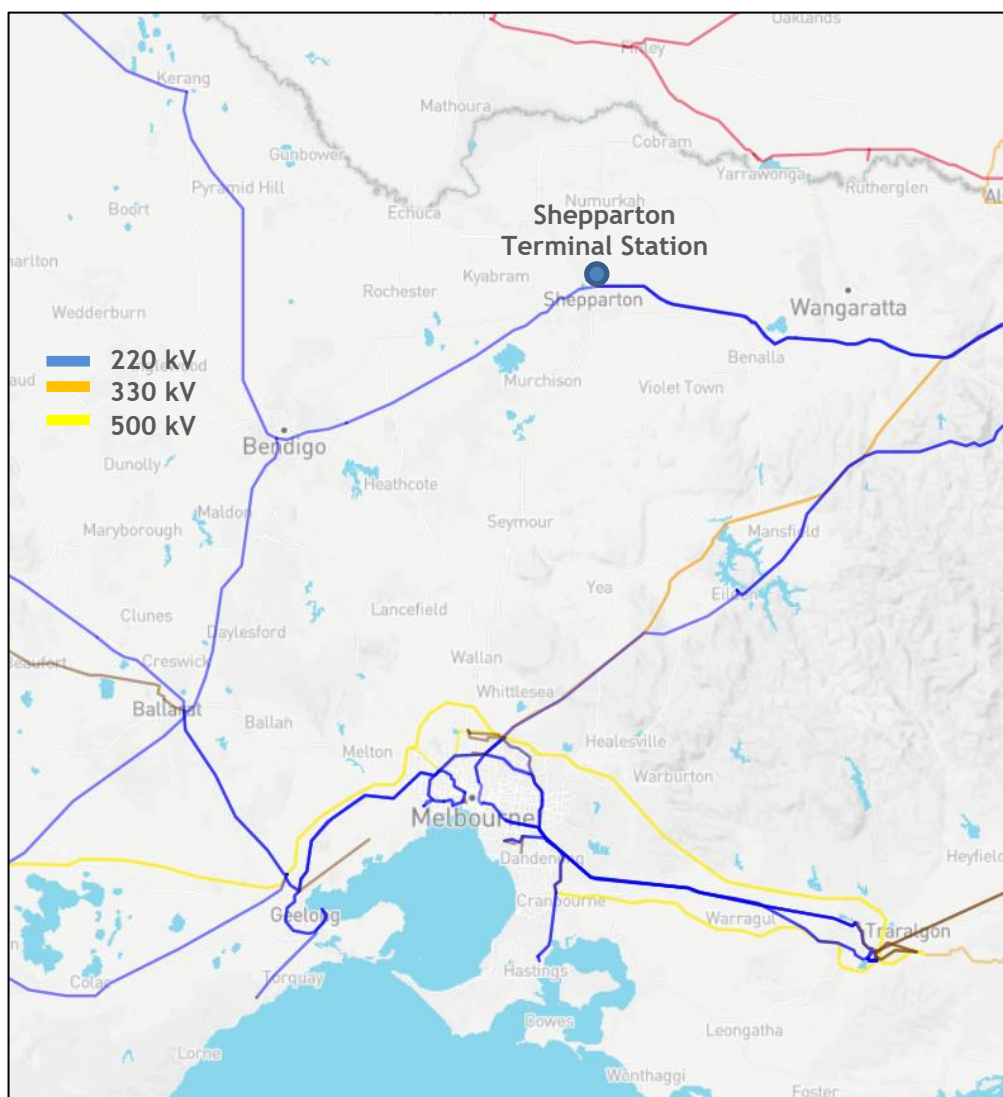 Oaklands
Finley
Kerang
Mathoura
Cobram
Gunbower
Yarrawonga
Rutherglen
Pyramid Hill
Numurkah
Boort
Echuca
Shepparton
Terminal Station
Kyabram
Rochester
Shepparton
Wangaratta
Wedderburn
220 kV
Benalla
330 kV
Murchison
Violet Town
500 kV
Bendigo
Dunolly
Heathcote
Maldon
Seymour
Maryborough
Mansfield
Yea
Eildon
Clunes
Lancefield
Daylesford
Creswick
Wallan
Ballarat
Ballan
Whittlesea
Melton
Healesville
Warburton
Melbourne
Dandenong
Heyfield
Cranbourne
Geelong
Warragul
Traralgon
Torquay
Hastings
Colac
Cowes
Leongatha
Lorne
Wonthaggi
Foster